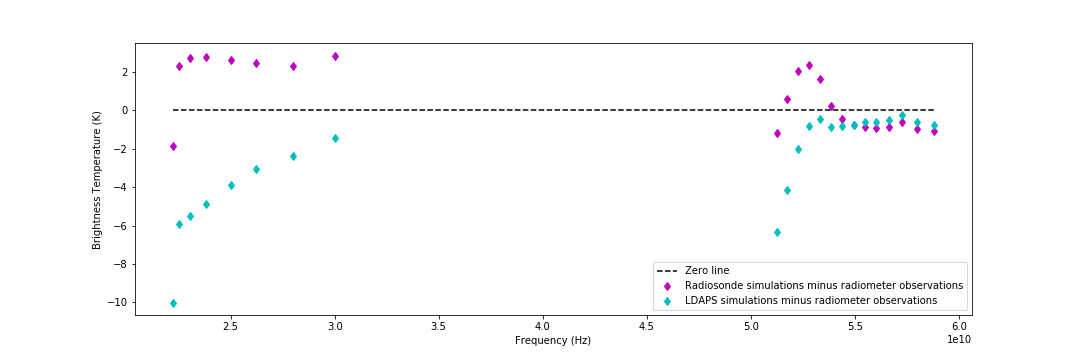 2
0
−2
−4
−6
−8
−10
Brightness Temperature (K)
Zero line
Radiosonde simulations minus radiometer observations
LDAPS simulations minus radiometer observations
2.5
3.0
3.5
4.0
4.5
5.0
5.5
6.0
1e10
Frequency (Hz)